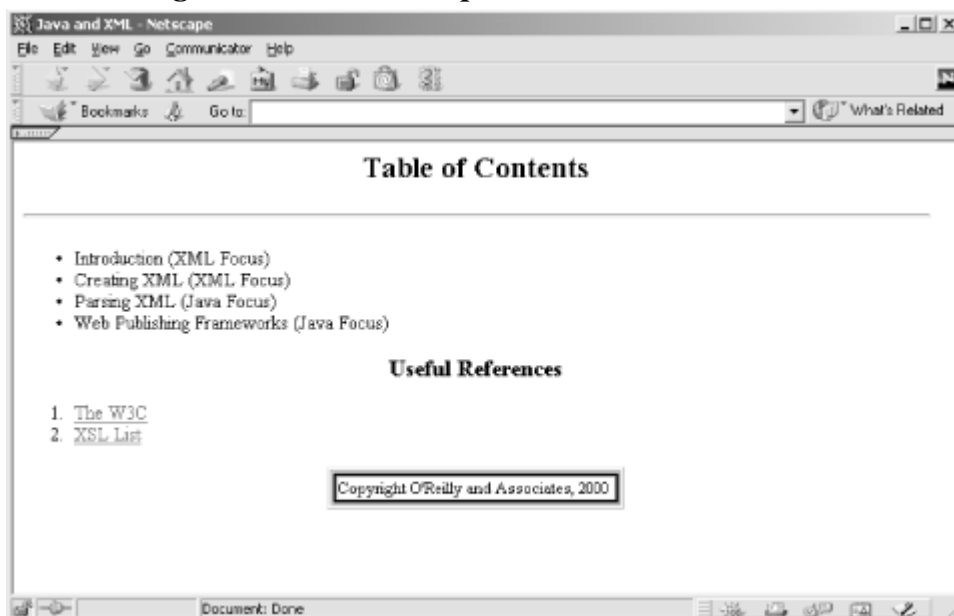 Java and XML - Netscape
File Edit View Go Communicator Help
Bookmarks Go to: What's Related
Table of Contents
• Introduction (XML Focus)
• Creating XML (XML Focus)
• Parsing XML (Java Focus)
• Web Publishing Frameworks (Java Focus)
Useful References
1. The W3C
2. XSL List
Copyright O'Reilly and Associates, 2000
Document: Done